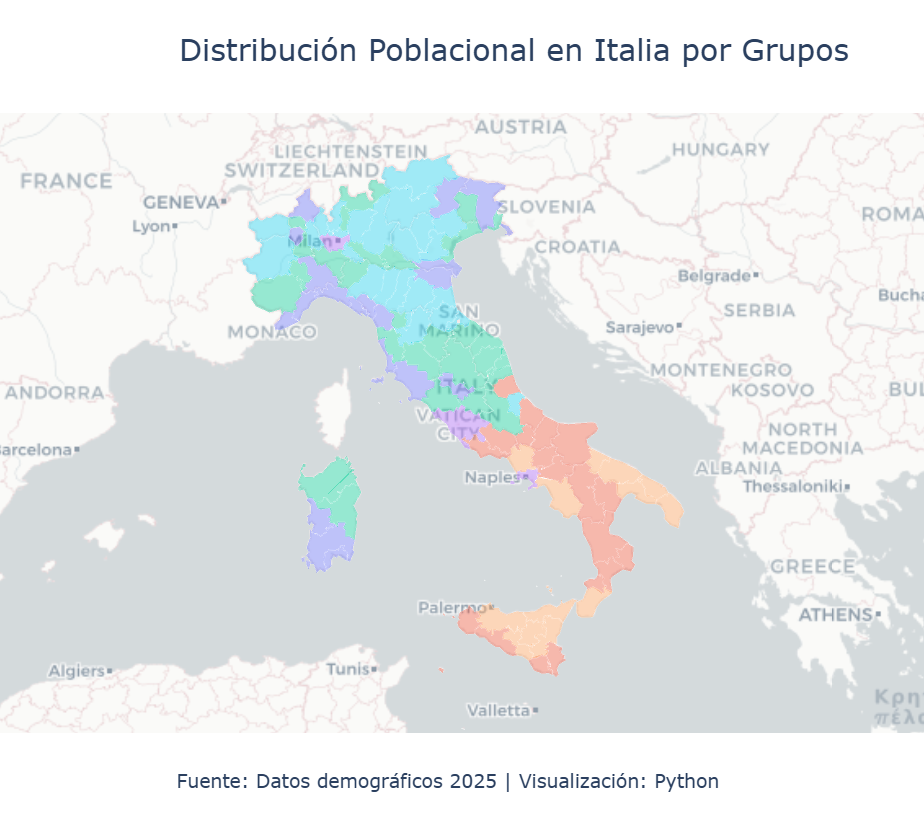 Distribución Poblacional en Italia por Grupos
AUSTRIA
HUNGARY
LIECHTENSTEIN
SWITZERLAND
FRANCE
GENEVA
SLOVENIA
ROMA
Lyon
Milan
CROATIA
Belgrade
Bucha
SAN
MARINO
SERBIA
MONACO
Sarajevo
MONTENEGRO
ANDORRA
ITALY
KOSOVO
BUL
VATICAN
CITY
NORTH
MACEDONIA
Barcelona
ALBANIA
Naples
Thessaloniki
GREECE
Palermo
ATHENS
Algiers
Tunis
Valletta
Κρη
πέλα
Fuente: Datos demográficos 2025 | Visualización: Python